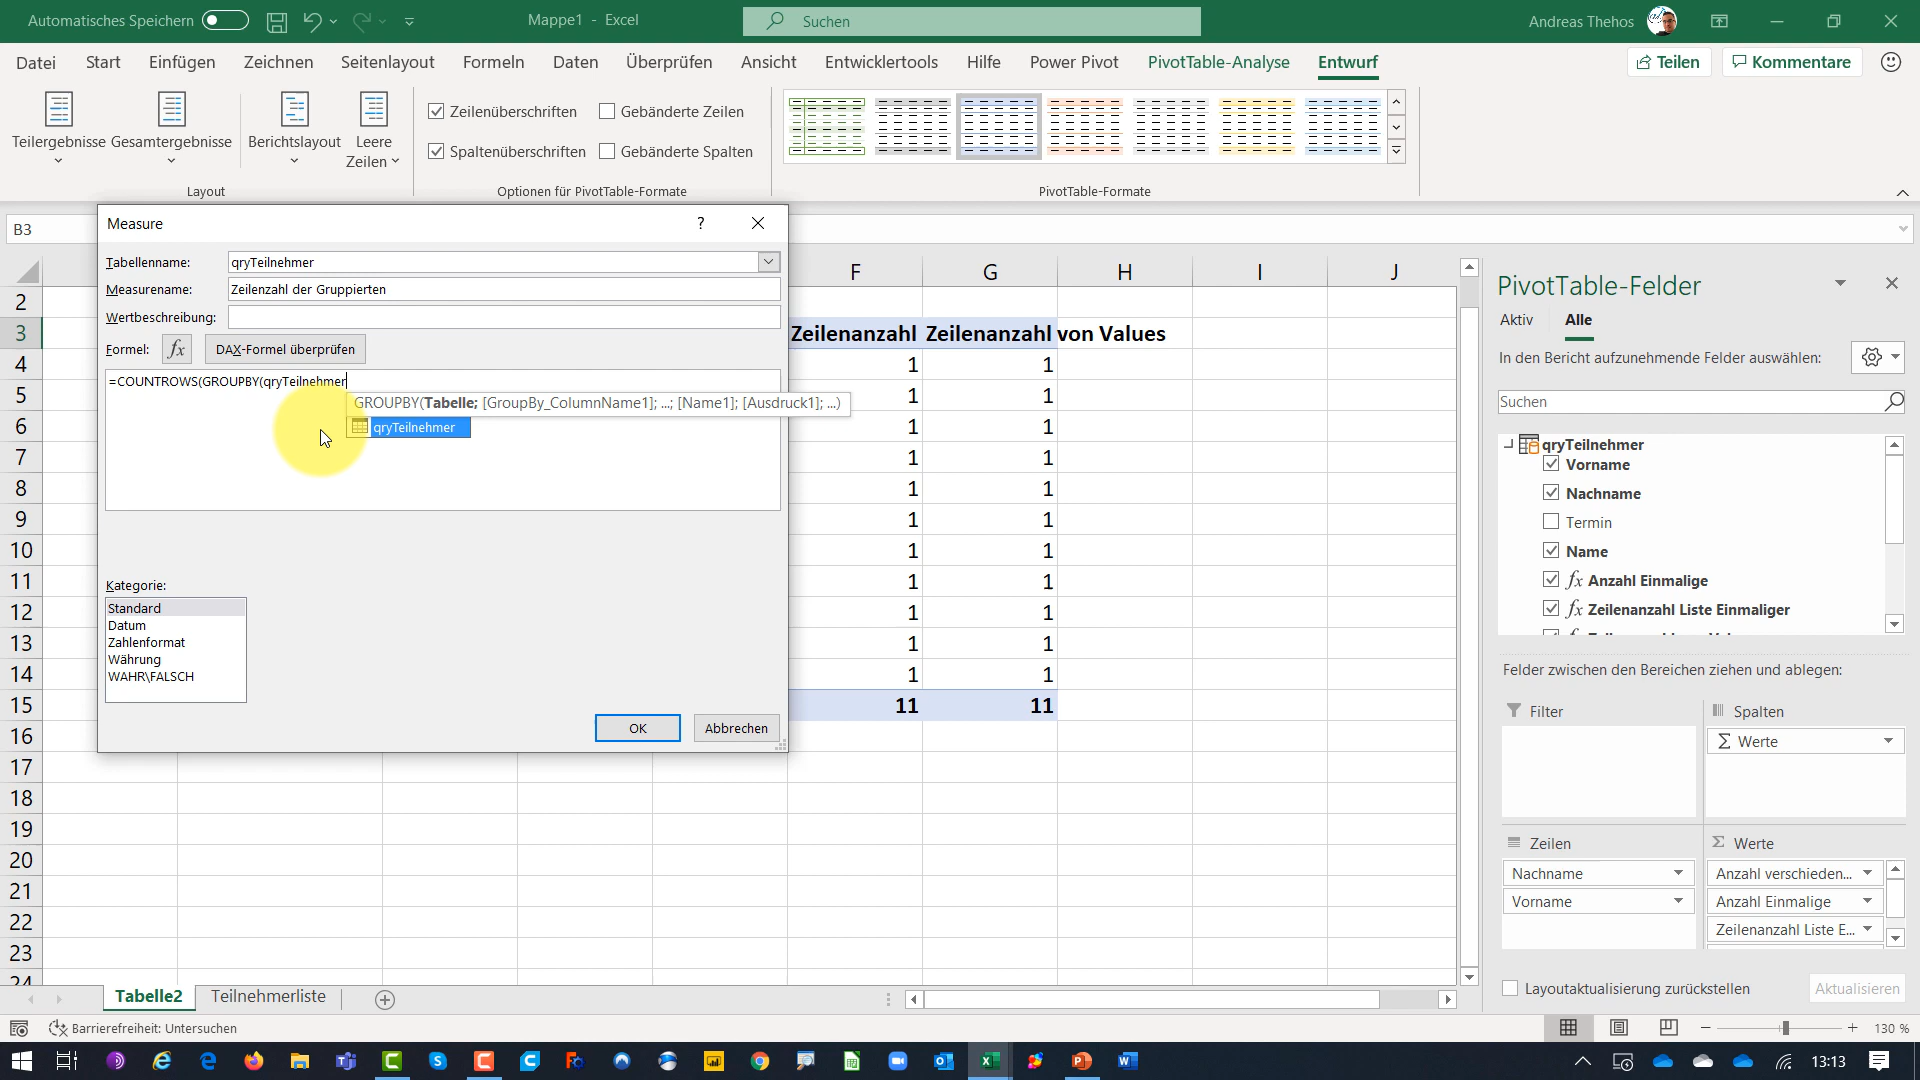 Automatisches Speichern
Mappe1 - Excel
Suchen
Andreas Thehos
Datei Start Einfügen Zeichnen Seitenlayout Formeln Daten Überprüfen Ansicht Entwicklertools Hilfe Power Pivot PivotTable-Analyse Entwurf
Teilen
Kommentare
Teilergebnisse
Gesamtergebnisse
Berichtslayout
Leere
Zeilen
Zeilenüberschriften
Gebänderte Zeilen
Spaltenüberschriften
Gebänderte Spalten
Layout
Optionen für PivotTable-Formate
PivotTable-Formate
B3
Measure
?
Tabellenname:
qryTeilnehmer
Measurename:
Zeilenzahl der Gruppierten
Wertbeschreibung:
Formel:
fx
DAX-Formel überprüfen
=COUNTROWS(GROUPBY(qryTeilnehmer
GROUPBY(Tabelle; [GroupBy_ColumnName1]; ...; [Name1]; [Ausdruck1]; ...)
qryTeilnehmer
Kategorie:
Standard
Datum
Zahlenformat
Währung
WAHR\FALSCH
OK
Abbrechen
F G H I J
2
3 Zeilenanzahl Zeilenanzahl von Values
4 1 1
5 1 1
6 1 1
7 1 1
8 1 1
9 1 1
10 1 1
11 1 1
12 1 1
13 1 1
14 1 1
15 11 11
16
17
18
19
20
21
22
23
24
PivotTable-Felder
Aktiv
Alle
In den Bericht aufzunehmende Felder auswählen:
Suchen
qryTeilnehmer
Vorname
Nachname
Termin
Name
fx Anzahl Einmalige
fx Zeilenanzahl Liste Einmaliger
Felder zwischen den Bereichen ziehen und ablegen:
Filter
Spalten
Σ Werte
Zeilen
Σ Werte
Nachname
Vorname
Anzahl verschieden...
Anzahl Einmalige
Zeilenanzahl Liste E...
Layoutaktualisierung zurückstellen
Aktualisieren
Tabelle2
Teilnehmerliste
Barrierefreiheit: Untersuchen
130 %
13:13